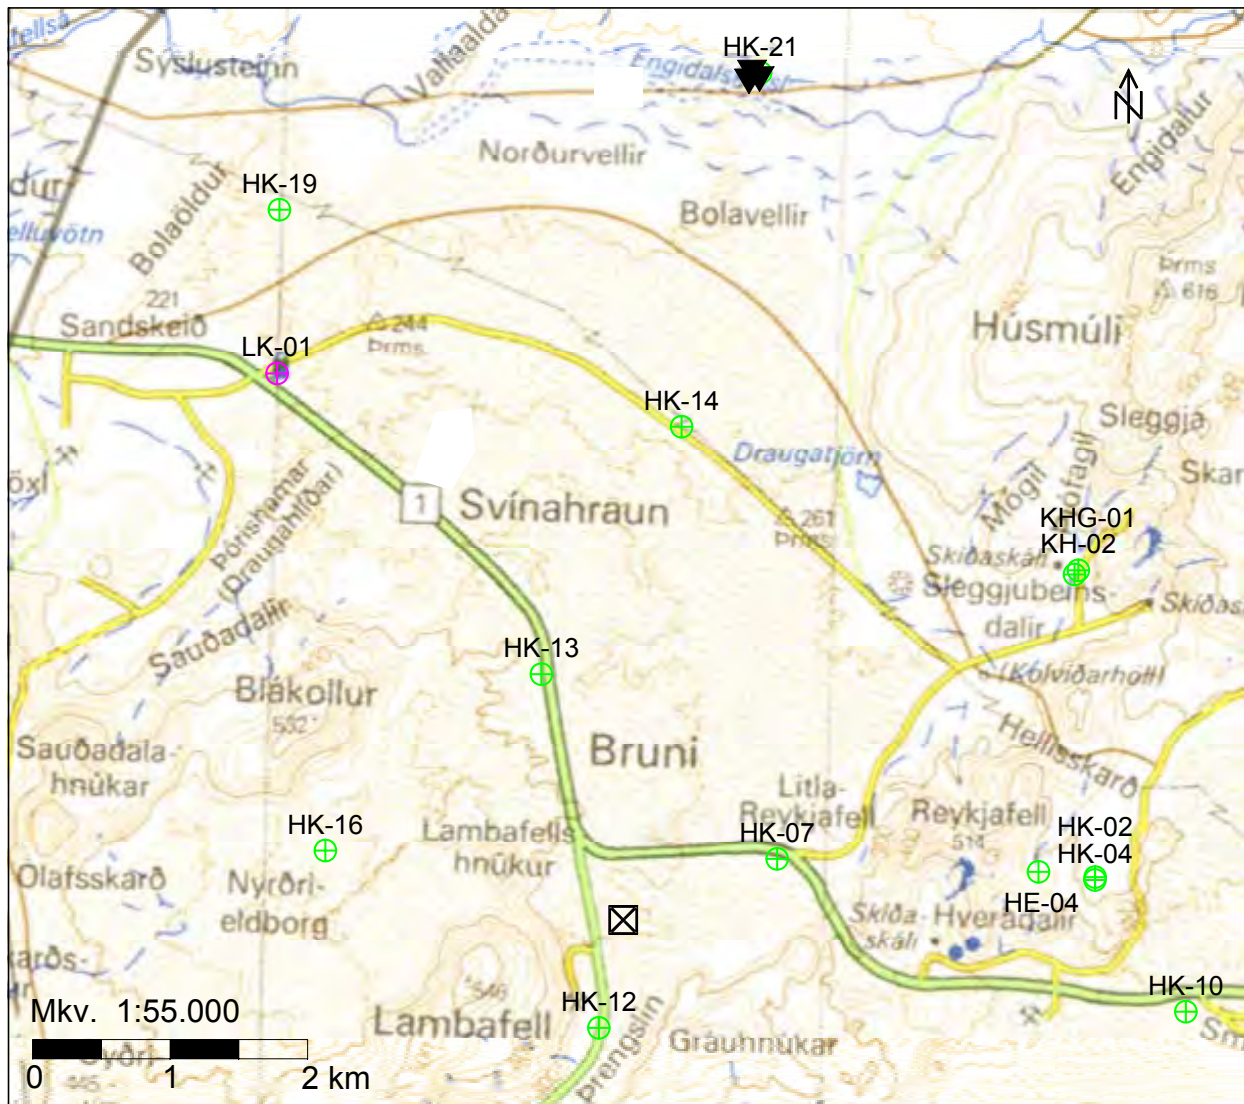 HK-21
Sýslusteinn
Vallaalda
Engidalur
Norðurvellir
HK-19
Bolaöldur
Bolavellir
Þrms
616
Húsmúli
221
Sandskeið
LK-01
244
Þrms
HK-14
Sleggja
Draugatjörn
Mógil
Skar
Þórishamar
(Draugahlíðar)
1
Svínahraun
261
Þrms
KHG-01
KH-02
Skíðaskáli
Sleggjubeins-
dalir
Skíðask
Sauðadalir
HK-13
(Kolviðarhóll)
Blákollur
532
Hellisskarð
Bruni
Sauðadala-
hnúkar
Litla-
Reykjafell
Reykjafell
514
HK-16
Lambafells
hnúkur
HK-07
HK-02
HK-04
HE-04
Ólafsskarð
Nyrðri-
eldborg
Skíða-
skáli
Hveradalir
Mkv. 1:55.000
546
HK-12
HK-10
Lambafell
Þrengslin
Gráuhnúkar
Sm
0 1 2 km